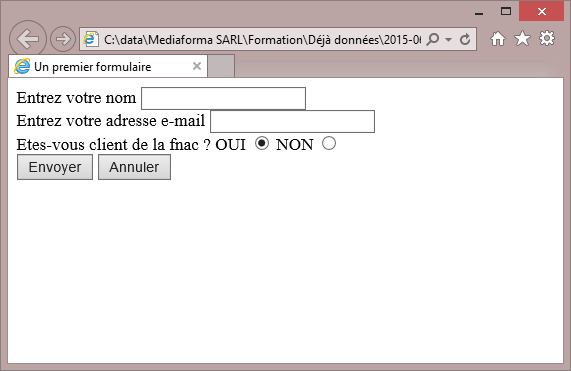 C:\data\Mediaforma SARL\Formation\Déjà données\2015-06
Un premier formulaire
Entrez votre nom
Entrez votre adresse e-mail
Etes-vous client de la fnac ? OUI NON
Envoyer Annuler